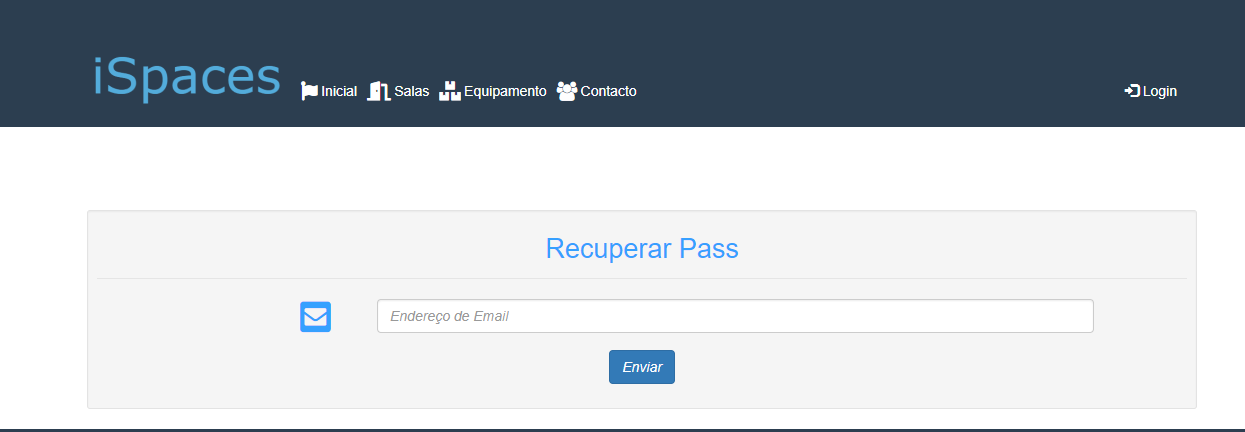 iSpaces
Inicial Salas Equipamento Contacto Login
Recuperar Pass
Endereço de Email
Enviar